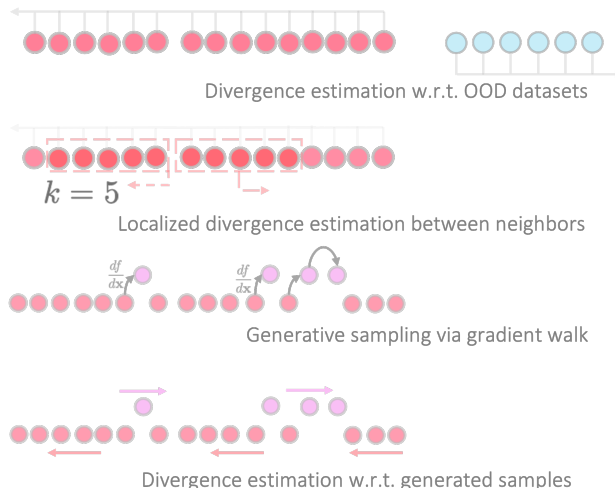 Divergence estimation w.r.t. OOD datasets
k = 5
Localized divergence estimation between neighbors
df
dx
df
dx
Generative sampling via gradient walk
Divergence estimation w.r.t. generated samples